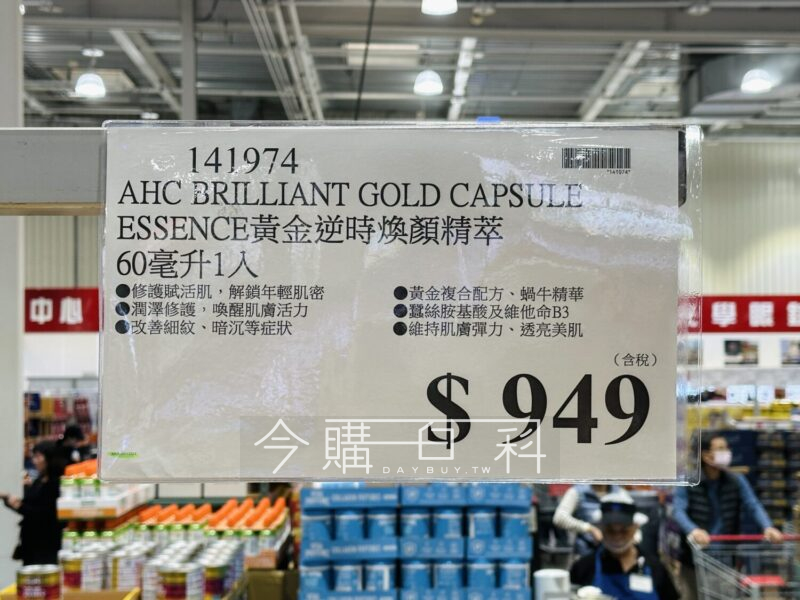 141974
"141974"
AHC BRILLIANT GOLD CAPSULE
ESSENCE黃金逆時煥顏精萃
60毫升1入
●修護賦活肌，解鎖年輕肌密
●潤澤修護，喚醒肌膚活力
●改善細紋、暗沉等症狀
●黃金複合配方、蝸牛精華
●蠶絲胺基酸及維他命B3
●維持肌膚彈力、透亮美肌
(含稅)
$ 949
今購百科
DAYBUY.TW
中心